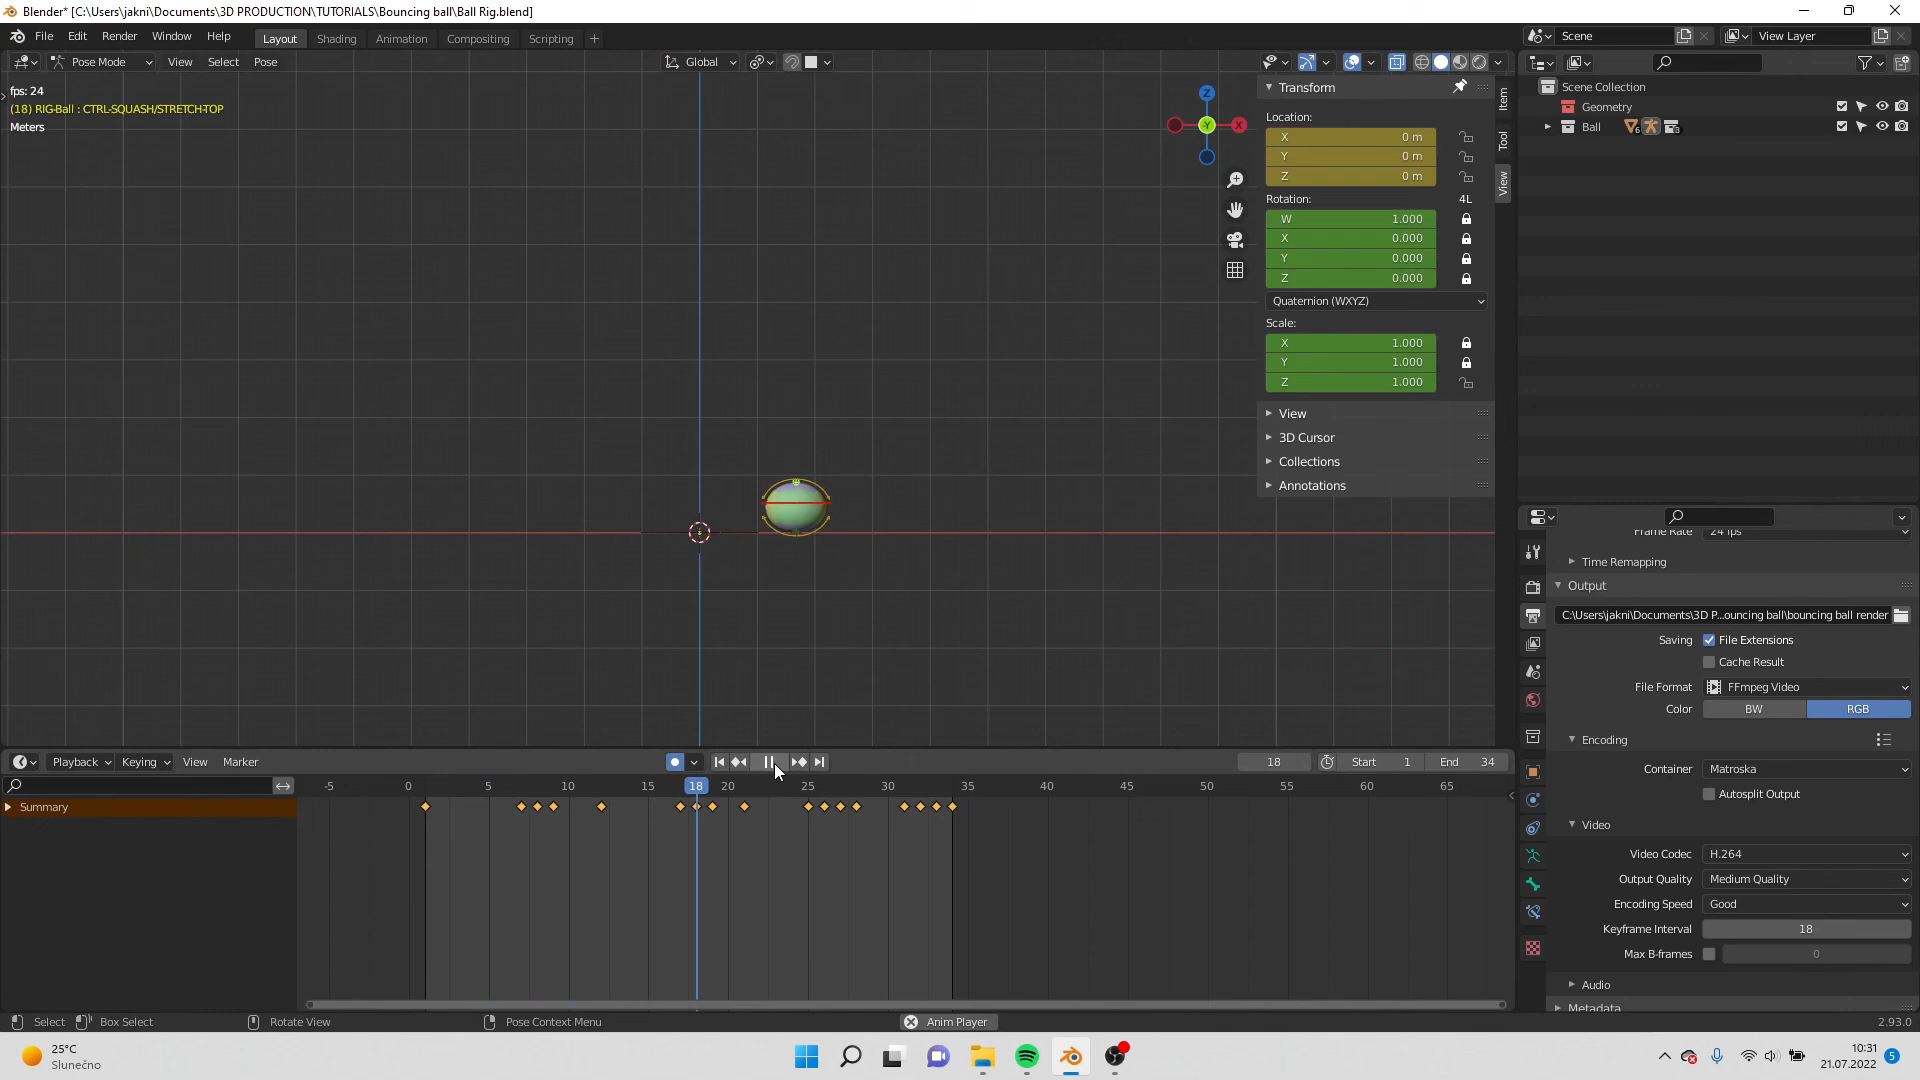 Blender* [C:\Users\jakni\Documents\3D PRODUCTION\TUTORIALS\Bouncing ball\Ball Rig.blend]
File Edit Render Window Help Layout Shading Animation Compositing Scripting Scene View Layer
Pose Mode View Select Pose Global
fps: 24
(18) RIG-Ball : CTRL-SQUASH/STRETCH-TOP
Meters
Z
Y
X
Transform
Location:
X 0 m
Y 0 m
Z 0 m
Rotation: 4L
W 1.000
X 0.000
Y 0.000
Z 0.000
Quaternion (WXYZ)
Scale:
X 1.000
Y 1.000
Z 1.000
View
3D Cursor
Collections
Annotations
Item
Tool
View
Scene Collection
Geometry
Ball
Frame Rate 24 fps
Time Remapping
Output
C:\Users\jakni\Documents\3D P...ouncing ball\bouncing ball render
Saving File Extensions
Cache Result
File Format FFmpeg Video
Color BW RGB
Encoding
Container Matroska
Autosplit Output
Video
Video Codec H.264
Output Quality Medium Quality
Encoding Speed Good
Keyframe Interval 18
Max B-frames 0
Audio
Metadata
Playback Keying View Marker 18 Start 1 End 34
-5 0 5 10 15 18 20 25 30 35 40 45 50 55 60 65
Summary
Select Box Select Rotate View Pose Context Menu Anim Player 2.93.0
25°C
Slunečno
10:31
21.07.2022
5